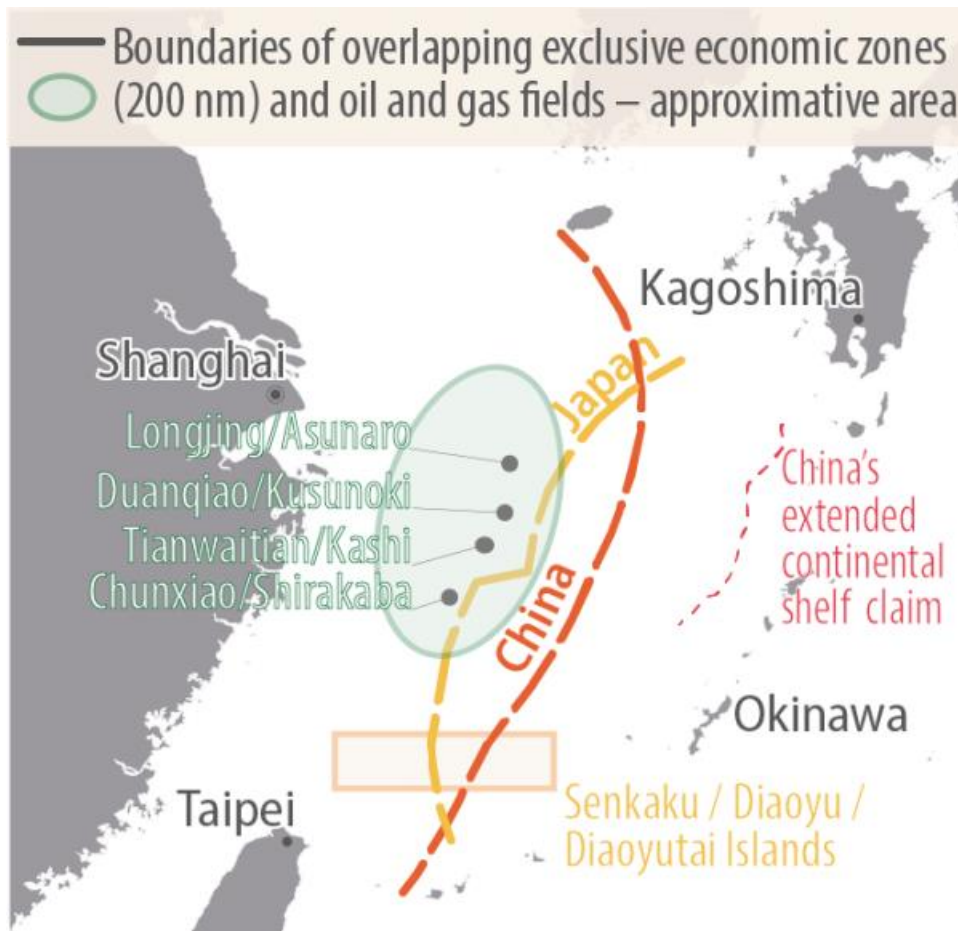 Boundaries of overlapping exclusive economic zones
(200 nm) and oil and gas fields – approximative area
Kagoshima
Shanghai
Japan
Longjing/Asunaro
Duanqiao/Kusunoki
Tianwaitian/Kashi
Chunxiao/Shirakaba
China's
extended
continental
shelf claim
China
Okinawa
Taipei
Senkaku / Diaoyu /
Diaoyutai Islands